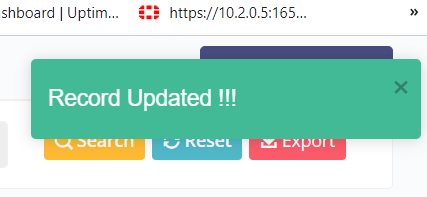 shboard | Uptim...
https://10.2.0.5:165...
»
Record Updated !!!
×
Search
Reset
Export